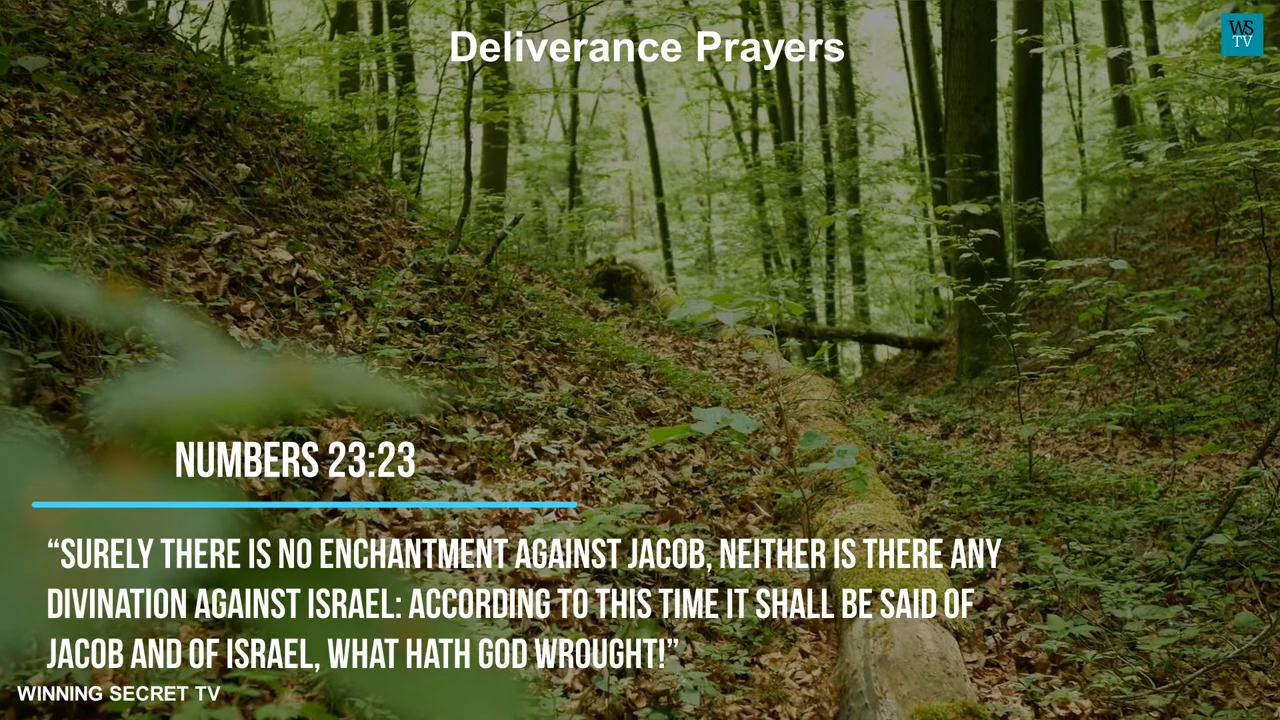 Deliverance Prayers
WS
TV
NUMBERS 23:23
“SURELY THERE IS NO ENCHANTMENT AGAINST JACOB, NEITHER IS THERE ANY
DIVINATION AGAINST ISRAEL: ACCORDING TO THIS TIME IT SHALL BE SAID OF
JACOB AND OF ISRAEL, WHAT HATH GOD WROUGHT!”
WINNING SECRET TV